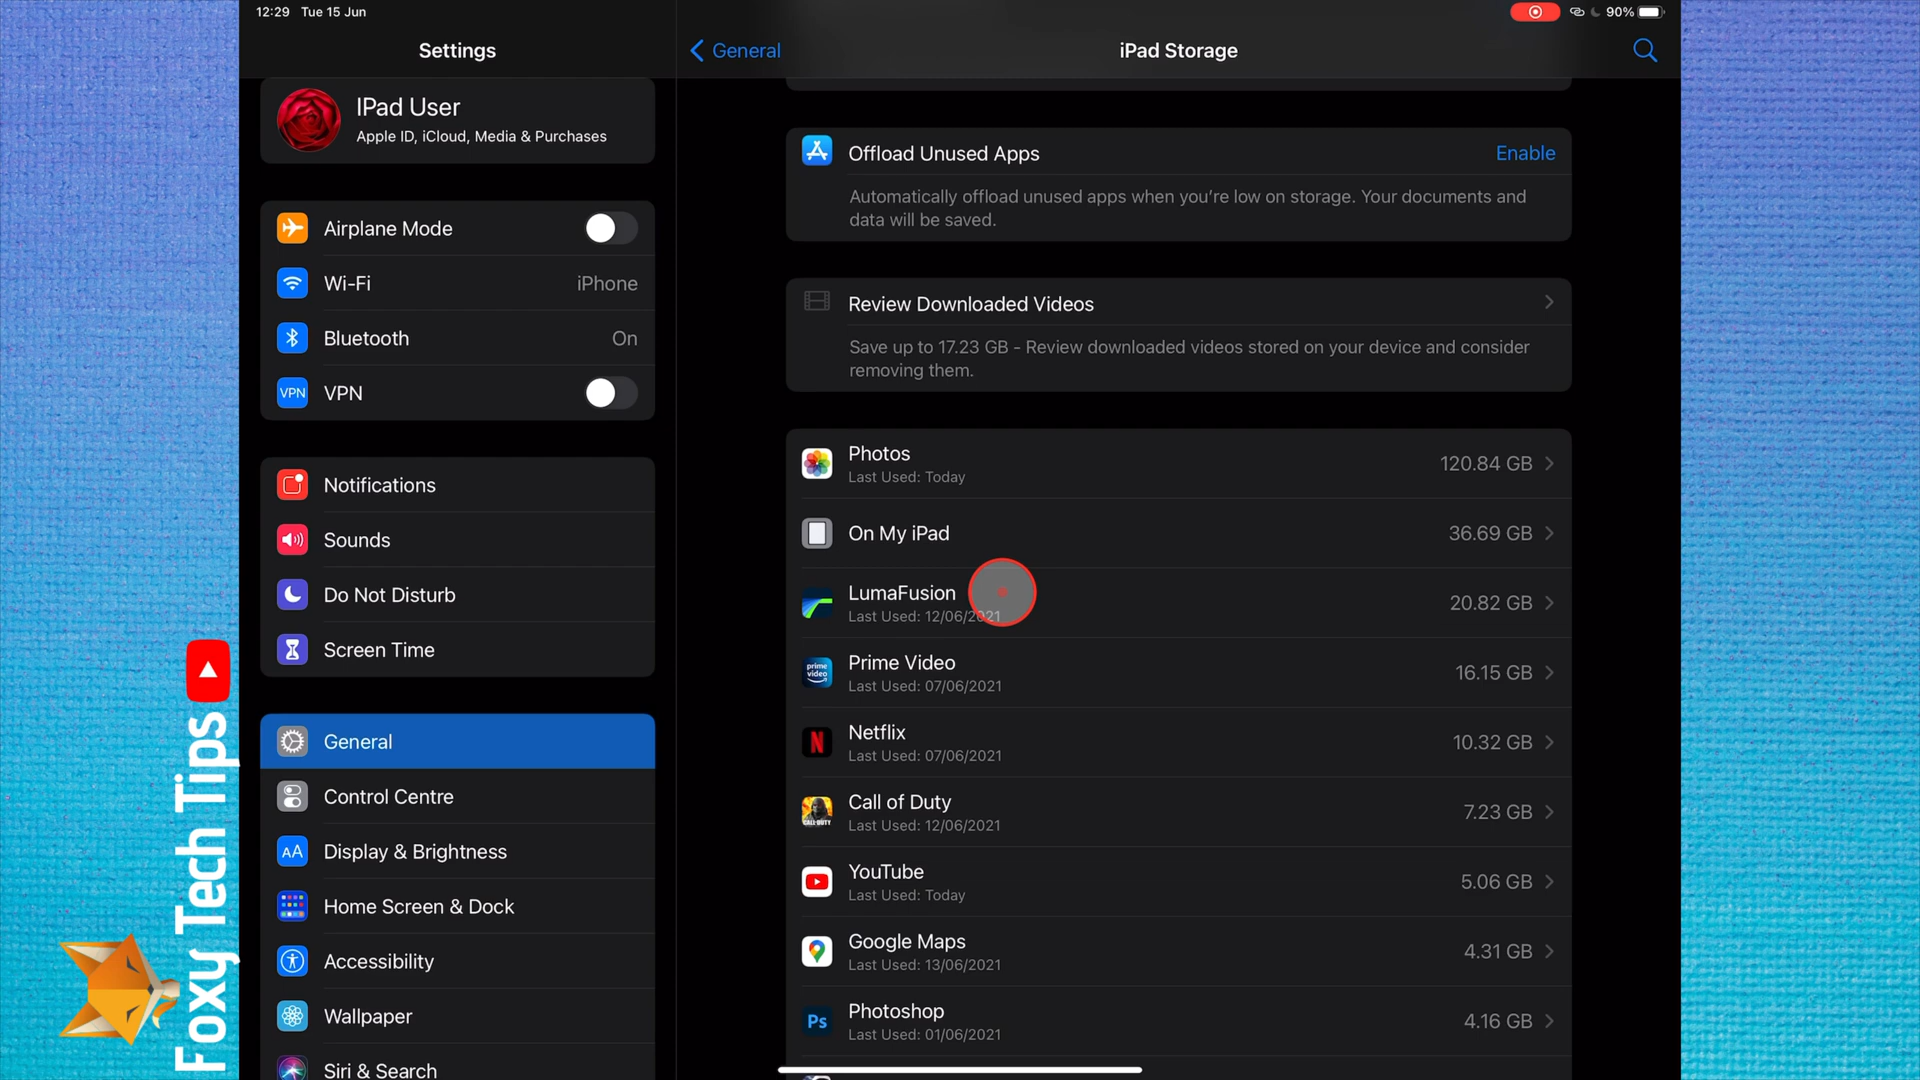 12:29 Tue 15 Jun
90%
Settings
General
iPad Storage
IPad User
Apple ID, iCloud, Media & Purchases
Airplane Mode
Wi-Fi
iPhone
Bluetooth
On
VPN
VPN
Notifications
Sounds
Do Not Disturb
Screen Time
General
Control Centre
AA
Display & Brightness
Home Screen & Dock
Accessibility
Wallpaper
Siri & Search
Offload Unused Apps
Enable
Automatically offload unused apps when you’re low on storage. Your documents and
data will be saved.
Review Downloaded Videos
Save up to 17.23 GB - Review downloaded videos stored on your device and consider
removing them.
Photos
Last Used: Today
120.84 GB
On My iPad
36.69 GB
LumaFusion
Last Used: 12/06/2021
20.82 GB
prime
video
Prime Video
Last Used: 07/06/2021
16.15 GB
N
Netflix
Last Used: 07/06/2021
10.32 GB
CALL·DUTY
Call of Duty
Last Used: 12/06/2021
7.23 GB
YouTube
Last Used: Today
5.06 GB
Google Maps
Last Used: 13/06/2021
4.31 GB
Ps
Photoshop
Last Used: 01/06/2021
4.16 GB
Foxy Tech Tips